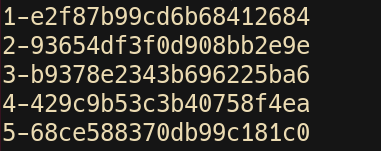 1-e2f87b99cd6b68412684
2-93654df3f0d908bb2e9e
3-b9378e2343b696225ba6
4-429c9b53c3b40758f4ea
5-68ce588370db99c181c0